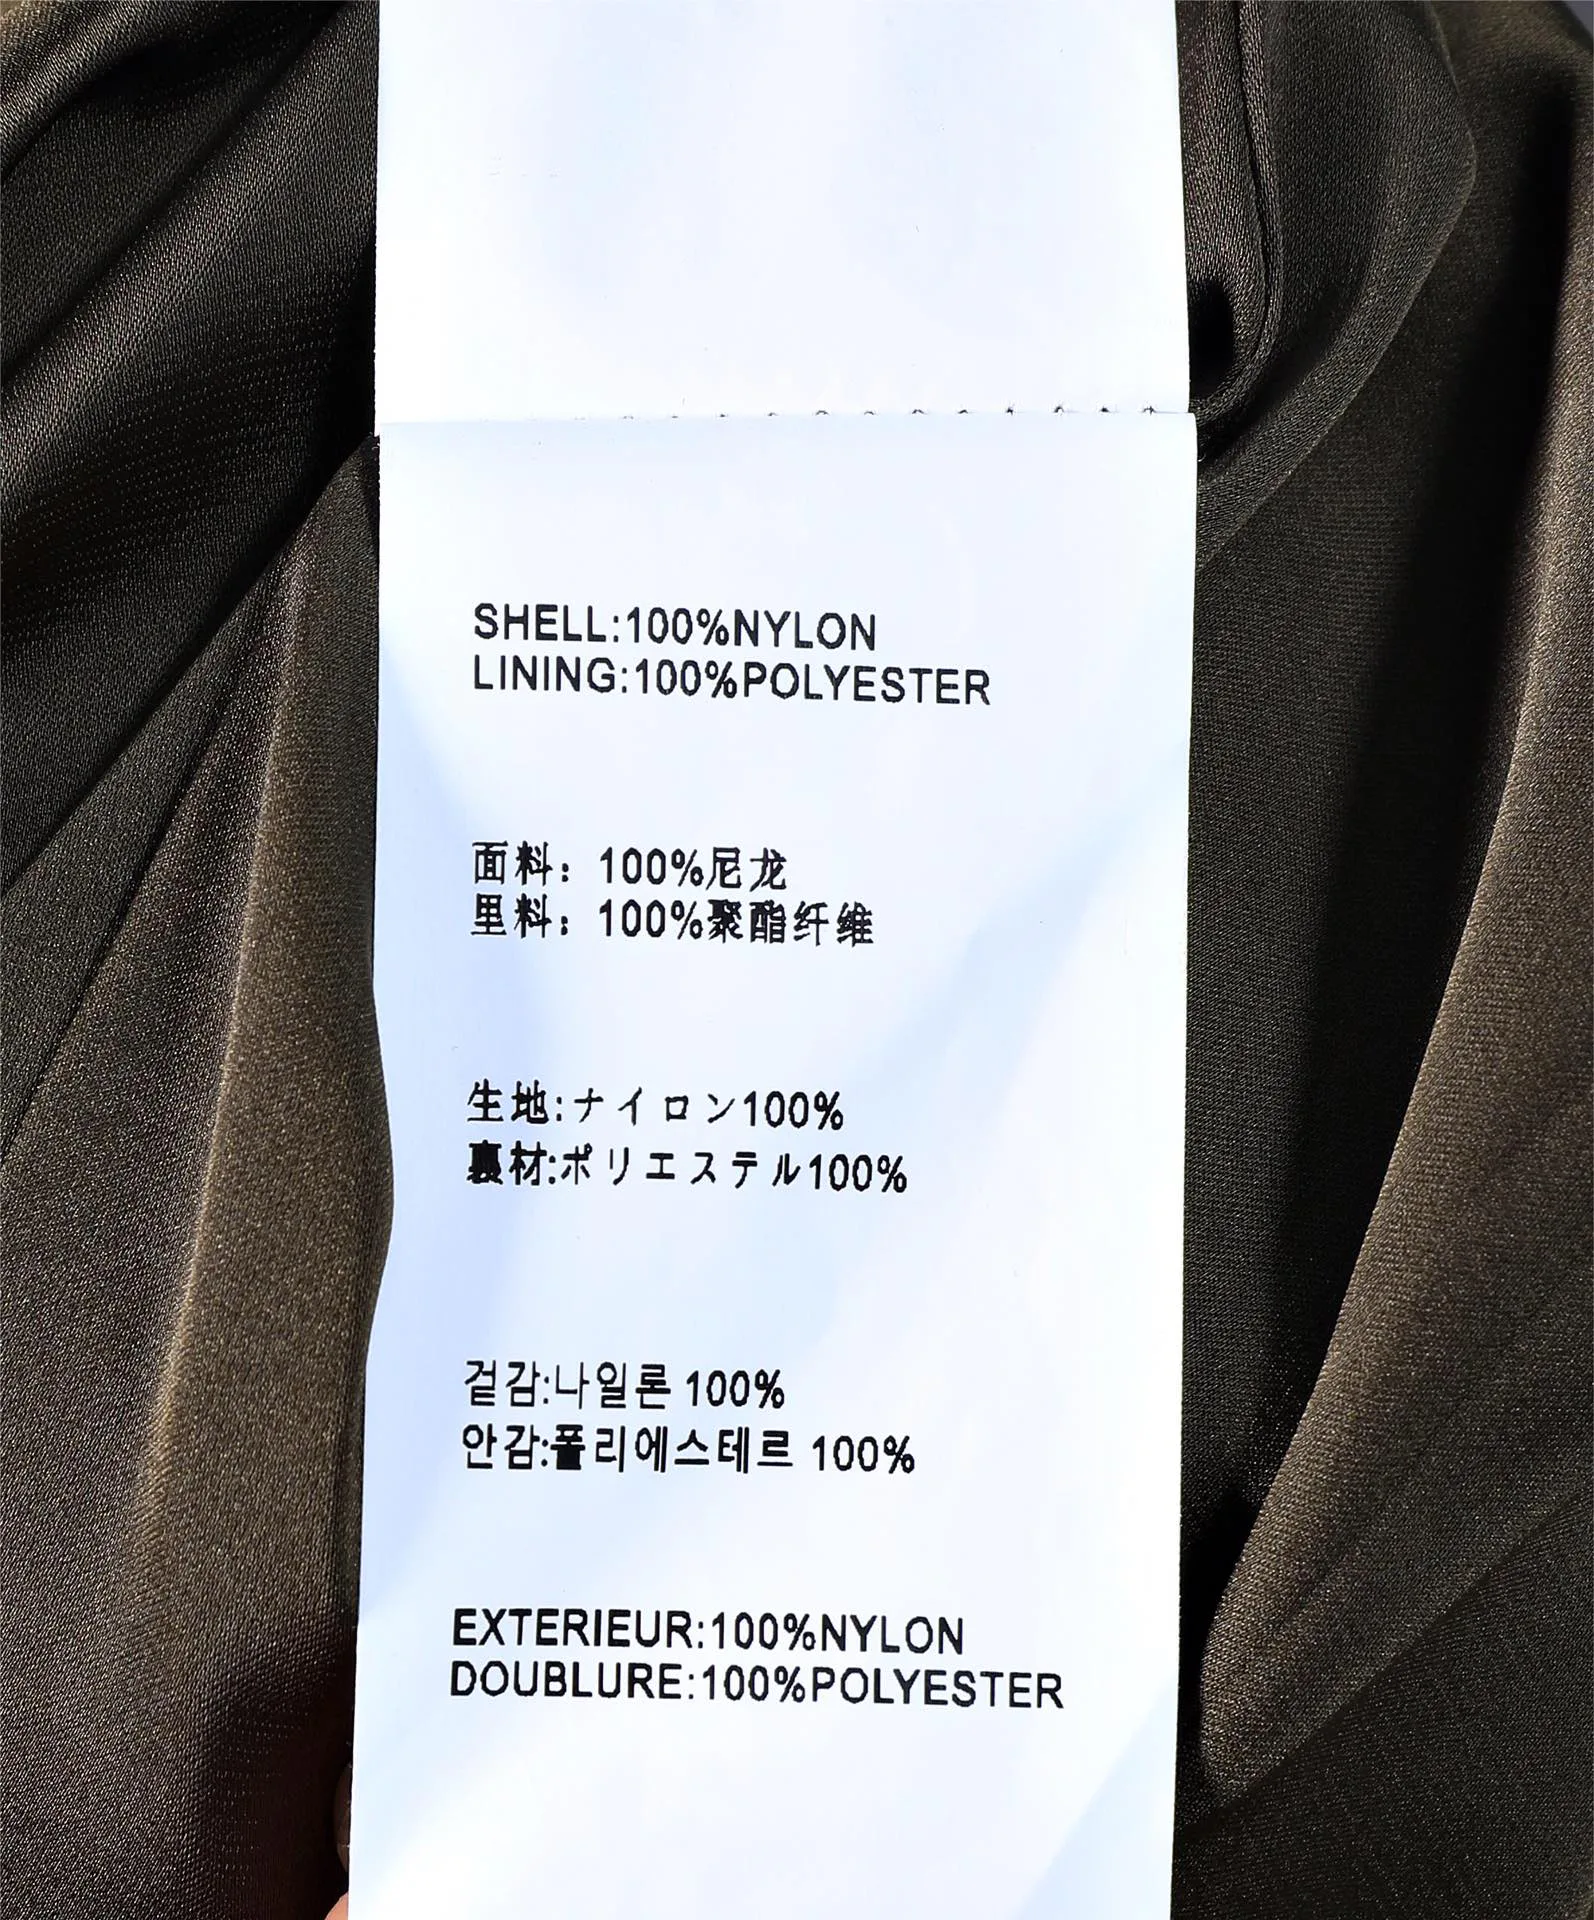 SHELL:100%NYLON
LINING:100%POLYESTER
面料：100%尼龙
里料：100%聚酯纤维
生地:ナイロン100%
裏材:ポリエステル100%
겉감:나일론 100%
안감:폴리에스테르 100%
EXTERIEUR:100%NYLON
DOUBLURE:100%POLYESTER